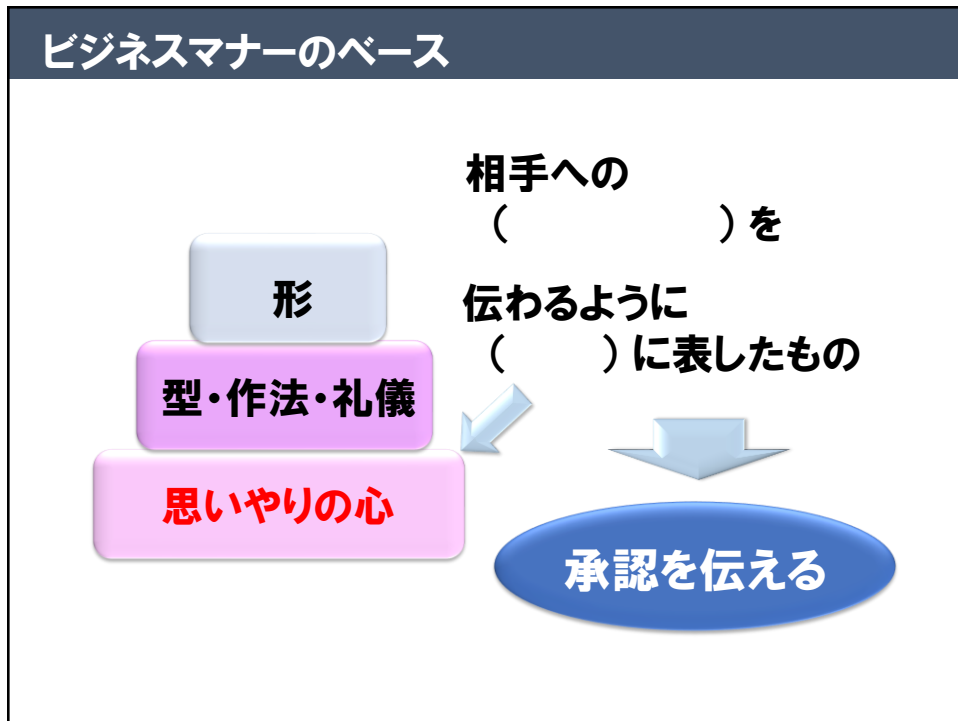 ビジネスマナーのベース
相手への
（　　　　　）を
形
伝わるように
（　　）に表したもの
型・作法・礼儀
思いやりの心
承認を伝える